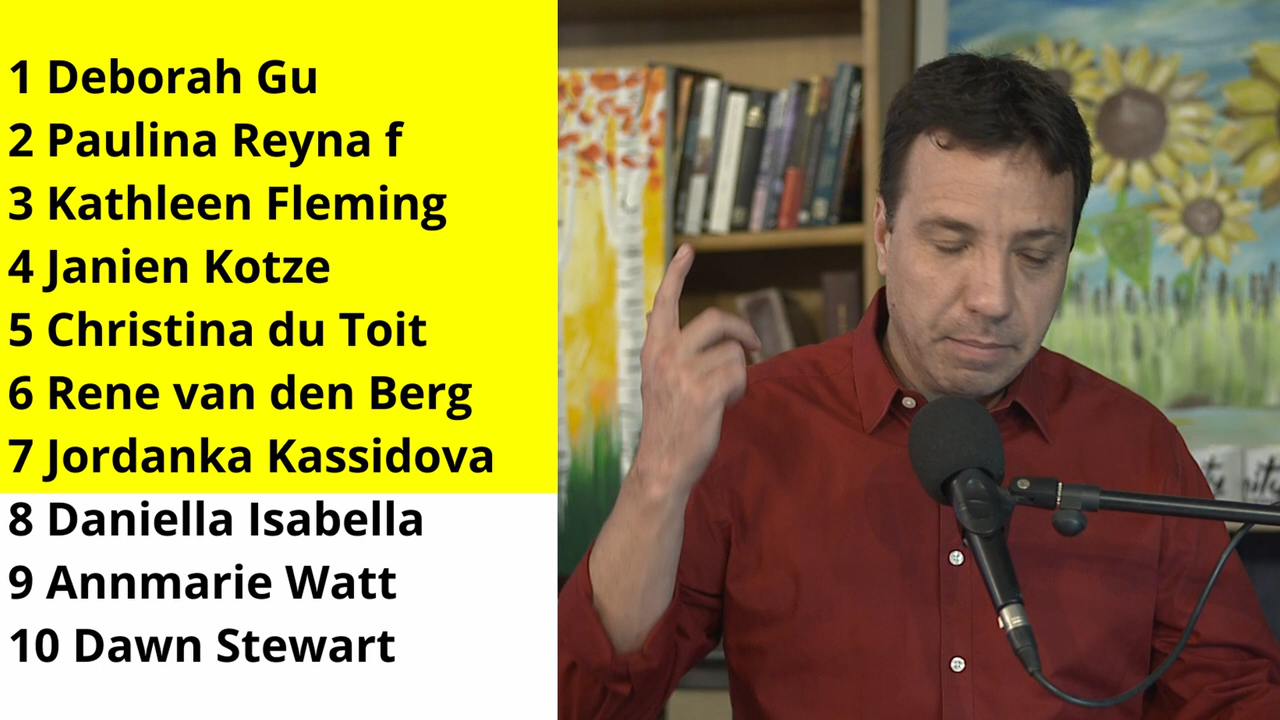 1 Deborah Gu
2 Paulina Reyna f
3 Kathleen Fleming
4 Janien Kotze
5 Christina du Toit
6 Rene van den Berg
7 Jordanka Kassidova
8 Daniella Isabella
9 Annmarie Watt
10 Dawn Stewart